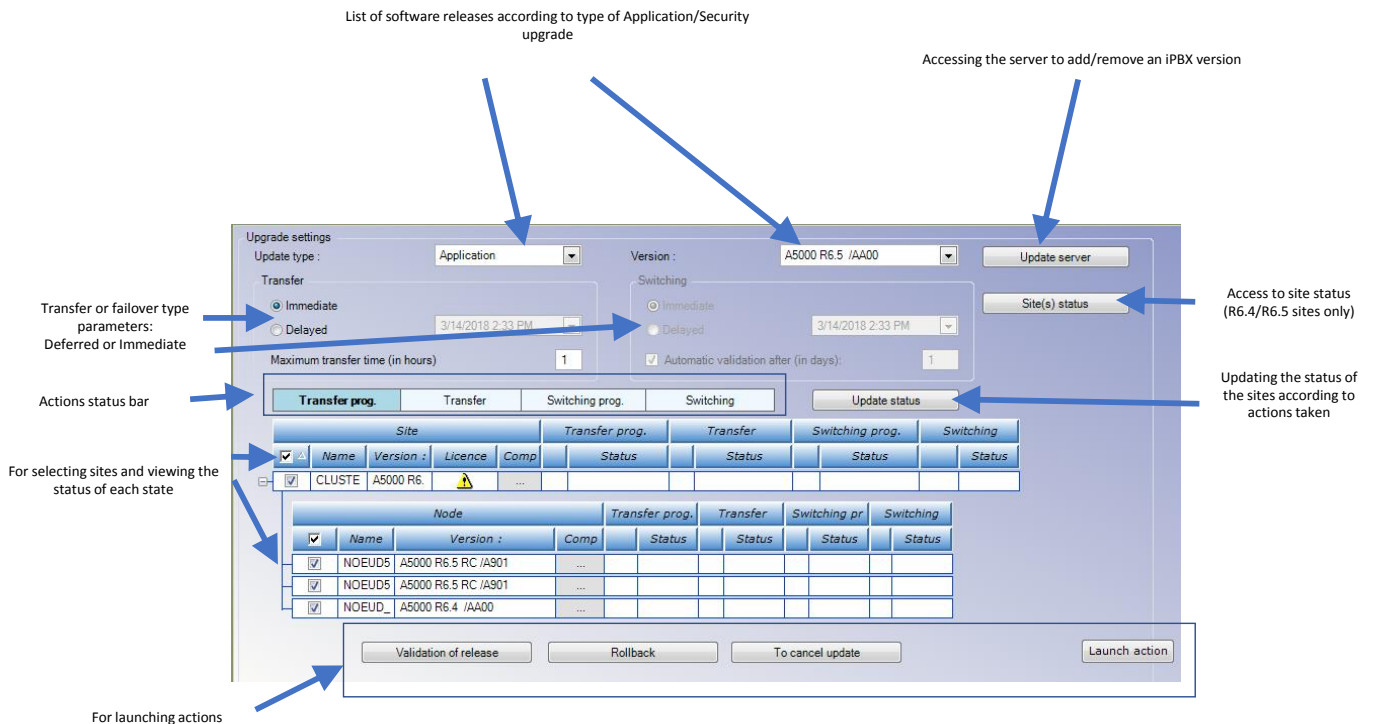 List of software releases according to type of Application/Security
upgrade
Accessing the server to add/remove an iPBX version
Upgrade settings
Update type :
Application
Version :
A5000 R6.5 /AA00
Update server
Transfer
Immediate
Delayed
3/14/2018 2:33 PM
Maximum transfer time (in hours)
1
Switching
Immediate
Delayed
3/14/2018 2:33 PM
Automatic validation after (in days):
1
Site(s) status
Transfer or failover type
parameters:
Deferred or Immediate
Access to site status
(R6.4/R6.5 sites only)
Actions status bar
Transfer prog.
Transfer
Switching prog.
Switching
Update status
Updating the status of
the sites according to
actions taken
For selecting sites and viewing the
status of each state
Site
Transfer prog.
Transfer
Switching prog.
Switching
Name
Version :
Licence
Comp
Status
Status
Status
Status
CLUSTE
A5000 R6.
...
Node
Transfer prog.
Transfer
Switching pr
Switching
Name
Version :
Comp
Status
Status
Status
Status
NOEUD5
A5000 R6.5 RC /A901
...
NOEUD5
A5000 R6.5 RC /A901
...
NOEUD_
A5000 R6.4 /AA00
...
Validation of release
Rollback
To cancel update
Launch action
For launching actions